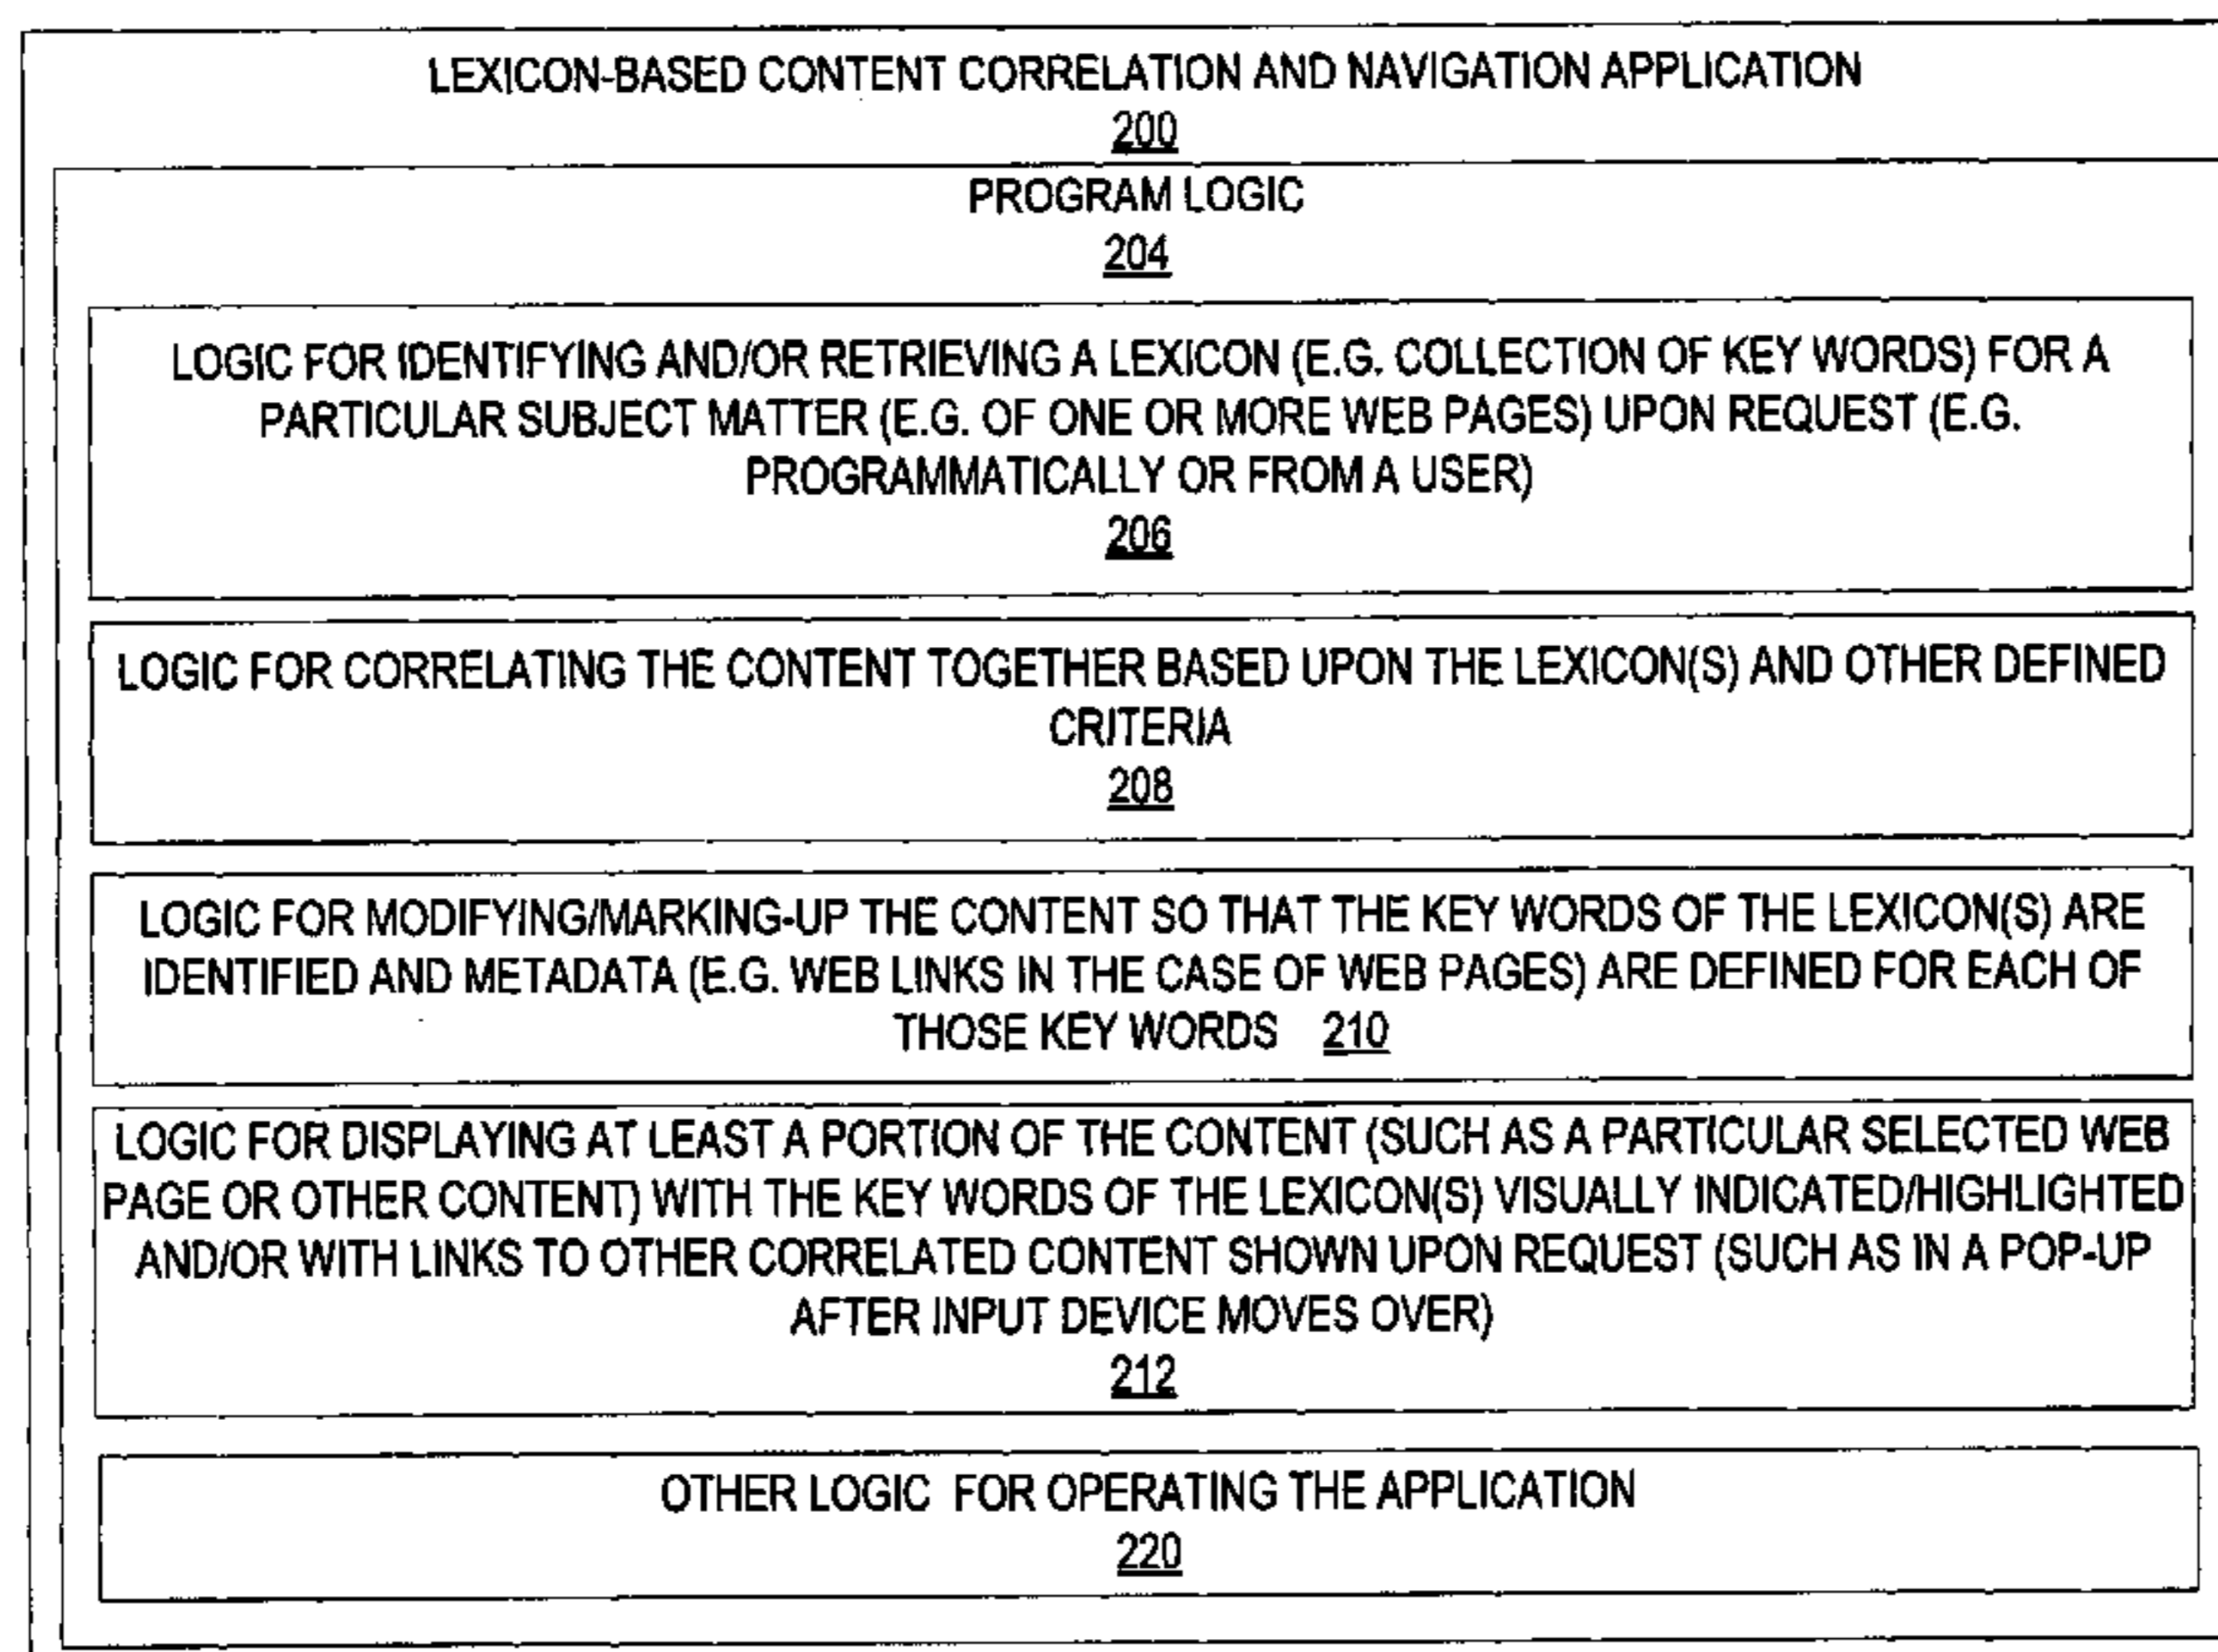 LEXICON-BASED CONTENT CORRELATION AND NAVIGATION APPLICATION
200
PROGRAM LOGIC
204
LOGIC FOR IDENTIFYING AND/OR RETRIEVING A LEXICON (E.G. COLLECTION OF KEY WORDS) FOR A
PARTICULAR SUBJECT MATTER (E.G. OF ONE OR MORE WEB PAGES) UPON REQUEST (E.G.
PROGRAMMATICALLY OR FROM A USER)
206
LOGIC FOR CORRELATING THE CONTENT TOGETHER BASED UPON THE LEXICON(S) AND OTHER DEFINED
CRITERIA
208
LOGIC FOR MODIFYING/MARKING-UP THE CONTENT SO THAT THE KEY WORDS OF THE LEXICON(S) ARE
IDENTIFIED AND METADATA (E.G. WEB LINKS IN THE CASE OF WEB PAGES) ARE DEFINED FOR EACH OF
THOSE KEY WORDS 210
LOGIC FOR DISPLAYING AT LEAST A PORTION OF THE CONTENT (SUCH AS A PARTICULAR SELECTED WEB
PAGE OR OTHER CONTENT) WITH THE KEY WORDS OF THE LEXICON(S) VISUALLY INDICATED/HIGHLIGHTED
AND/OR WITH LINKS TO OTHER CORRELATED CONTENT SHOWN UPON REQUEST (SUCH AS IN A POP-UP
AFTER INPUT DEVICE MOVES OVER)
212
OTHER LOGIC FOR OPERATING THE APPLICATION
220